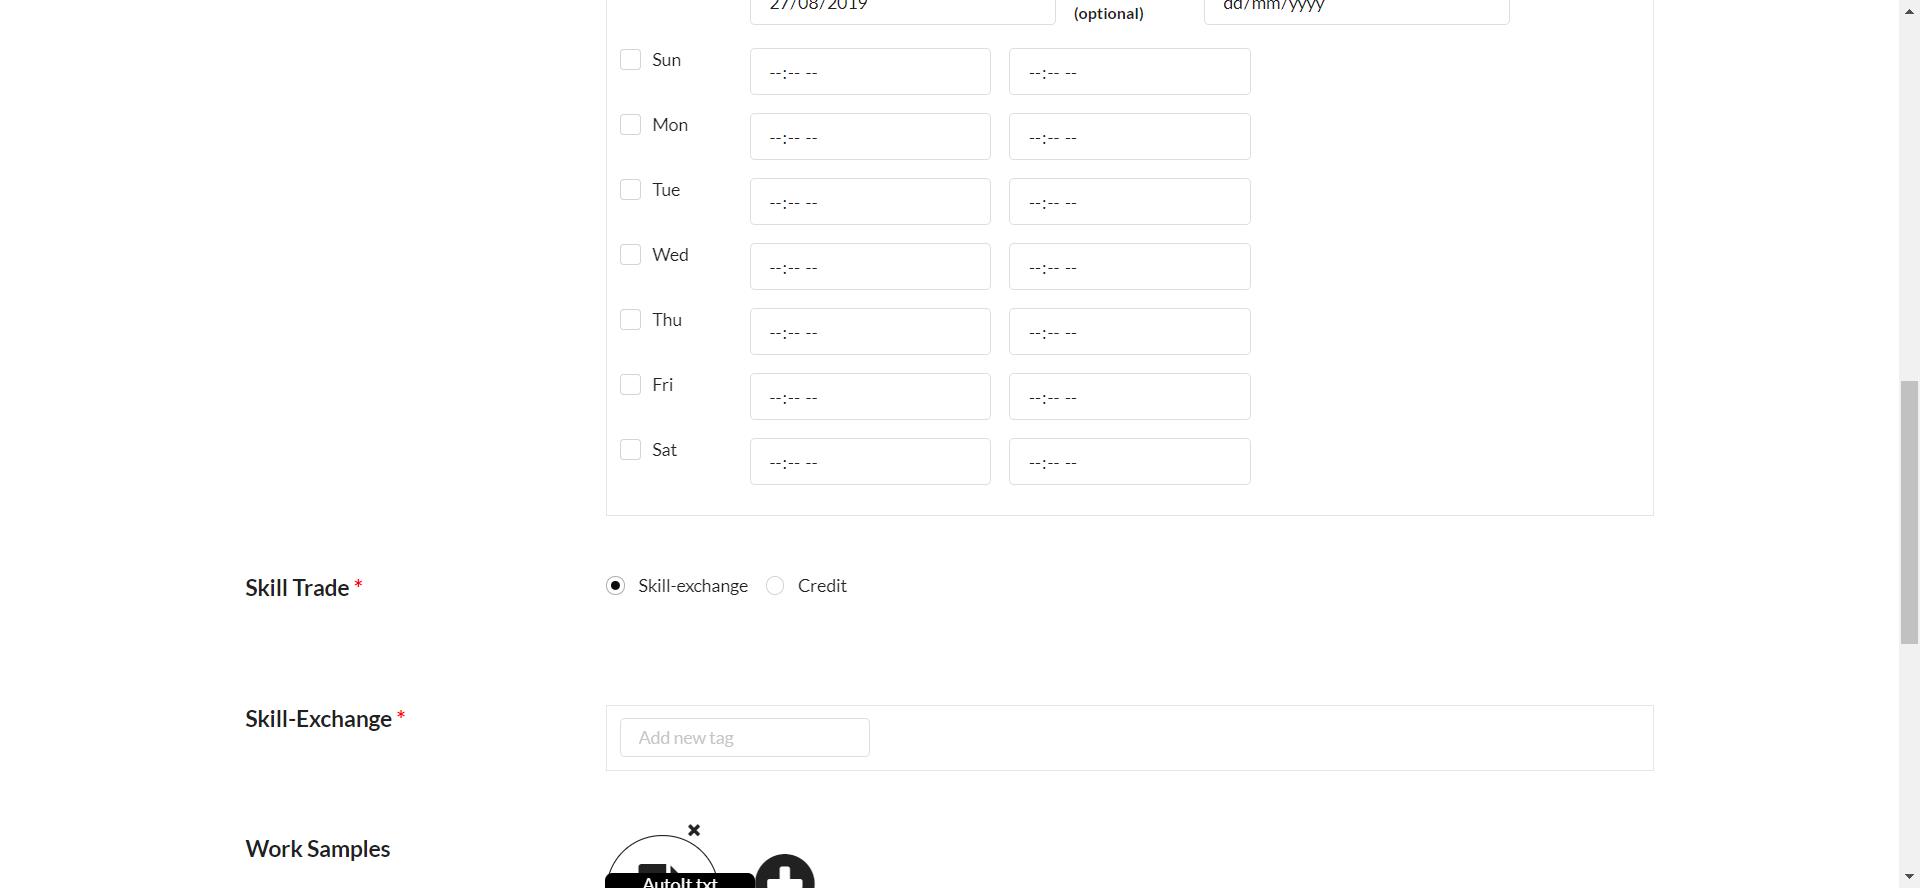 27/08/2019
(optional)
dd/mm/yyyy
Sun --:-- -- --:-- --
Mon --:-- -- --:-- --
Tue --:-- -- --:-- --
Wed --:-- -- --:-- --
Thu --:-- -- --:-- --
Fri --:-- -- --:-- --
Sat --:-- -- --:-- --
Skill Trade *
Skill-exchange Credit
Skill-Exchange *
Add new tag
Work Samples
AutoIt.txt